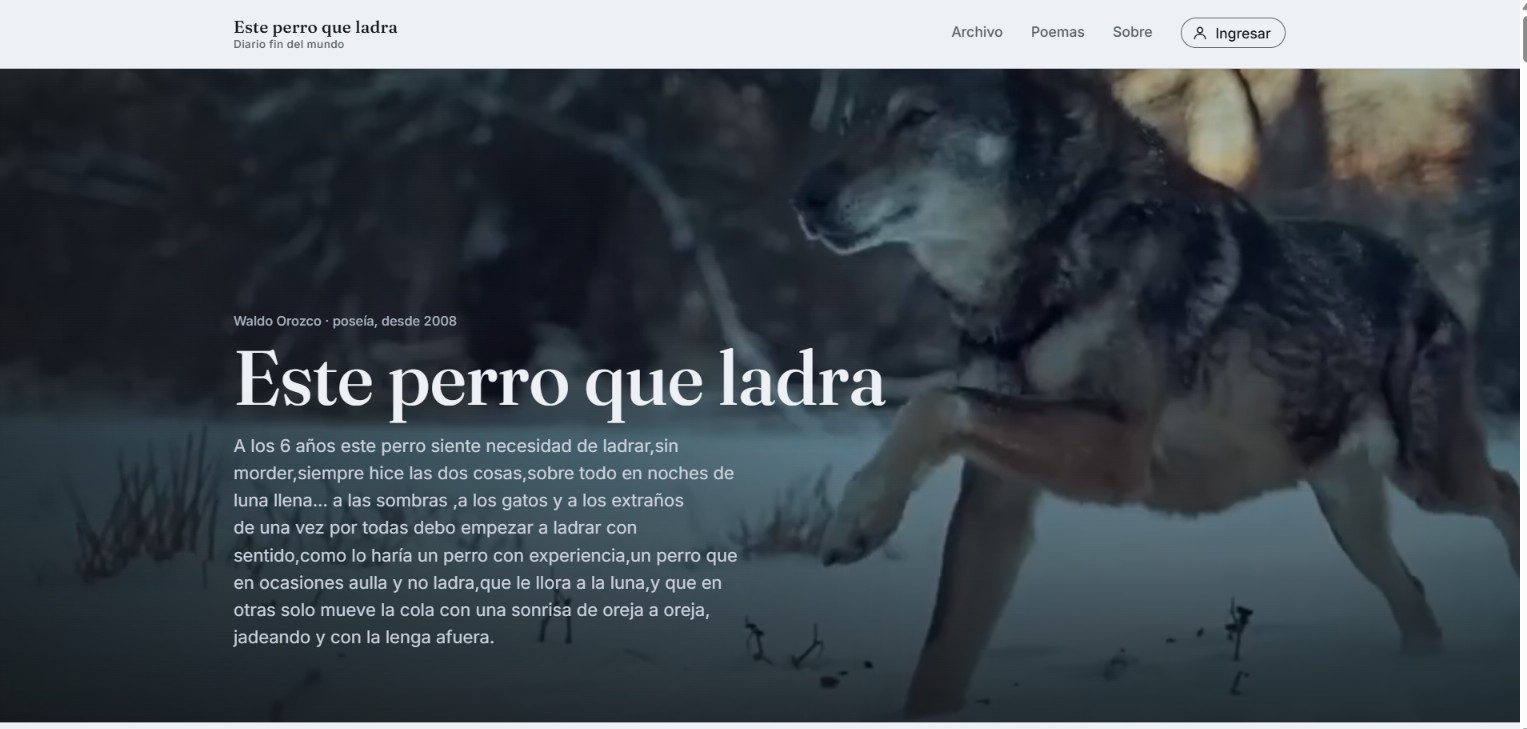 Este perro que ladra
Diario fin del mundo
Archivo
Poemas
Sobre
Ingresar
Waldo Orozco · poseía, desde 2008
Este perro que ladra
A los 6 años este perro siente necesidad de ladrar,sin
morder,siempre hice las dos cosas,sobre todo en noches de
luna llena... a las sombras ,a los gatos y a los extraños
de una vez por todas debo empezar a ladrar con
sentido,como lo haría un perro con experiencia,un perro que
en ocasiones aulla y no ladra,que le llora a la luna,y que en
otras solo mueve la cola con una sonrisa de oreja a oreja,
jadeando y con la lenga afuera.